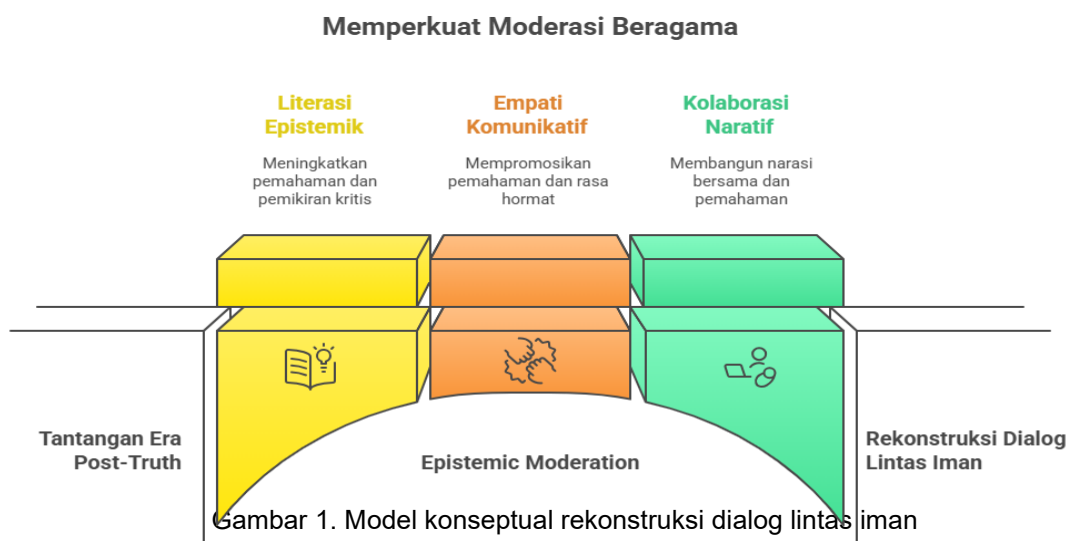 Memperkuat Moderasi Beragama
Literasi
Epistemik
Meningkatkan
pemahaman dan
pemikiran kritis
Empati
Komunikatif
Mempromosikan
pemahaman dan rasa
hormat
Kolaborasi
Naratif
Membangun narasi
bersama dan
pemahaman
Tantangan Era
Post-Truth
Epistemic Moderation
Rekonstruksi Dialog
Lintas Iman
Gambar 1. Model konseptual rekonstruksi dialog lintas iman